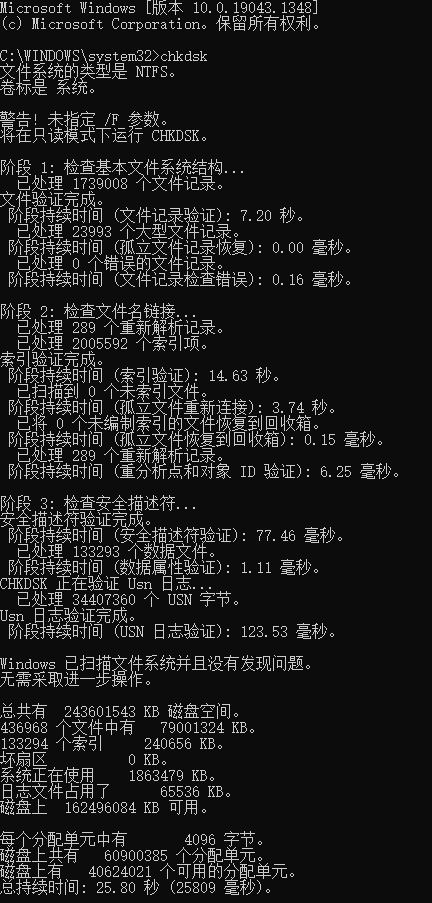 Microsoft Windows [版本 10.0.19043.1348]
(c) Microsoft Corporation。保留所有权利。
C:\WINDOWS\system32>chkdsk
文件系统的类型是 NTFS。
卷标是 系统。
警告! 未指定 /F 参数。
将在只读模式下运行 CHKDSK。
阶段 1: 检查基本文件系统结构...
已处理 1739008 个文件记录。
文件验证完成。
阶段持续时间 (文件记录验证): 7.20 秒。
已处理 23993 个大型文件记录。
阶段持续时间 (孤立文件记录恢复): 0.00 毫秒。
已处理 0 个错误的文件记录。
阶段持续时间 (文件记录检查错误): 0.16 毫秒。
阶段 2: 检查文件名链接...
已处理 289 个重新解析记录。
已处理 2005592 个索引项。
索引验证完成。
阶段持续时间 (索引验证): 14.63 秒。
已扫描到 0 个未索引文件。
阶段持续时间 (孤立文件重新连接): 3.74 秒。
已将 0 个未编制索引的文件恢复到回收箱。
阶段持续时间 (孤立文件恢复到回收箱): 0.15 毫秒。
已处理 289 个重新解析记录。
阶段持续时间 (重分析点和对象 ID 验证): 6.25 毫秒。
阶段 3: 检查安全描述符...
安全描述符验证完成。
阶段持续时间 (安全描述符验证): 77.46 毫秒。
已处理 133293 个数据文件。
阶段持续时间 (数据属性验证): 1.11 毫秒。
CHKDSK 正在验证 Usn 日志...
已处理 34407360 个 USN 字节。
Usn 日志验证完成。
阶段持续时间 (USN 日志验证): 123.53 毫秒。
Windows 已扫描文件系统并且没有发现问题。
无需采取进一步操作。
总共有 243601543 KB 磁盘空间。
436968 个文件中有 79001324 KB。
133294 个索引 240656 KB。
坏扇区 0 KB。
系统正在使用 1863479 KB。
日志文件占用了 65536 KB。
磁盘上 162496084 KB 可用。
每个分配单元中有 4096 字节。
磁盘上共有 60900385 个分配单元。
磁盘上有 40624021 个可用的分配单元。
总持续时间: 25.80 秒 (25809 毫秒)。